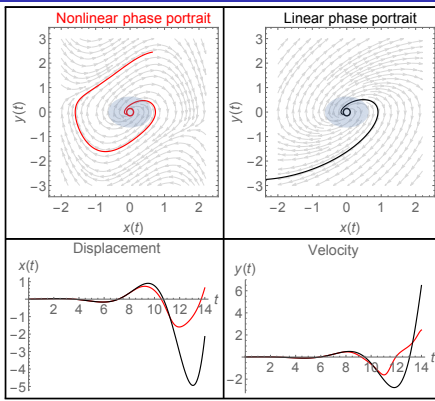 Nonlinear phase portrait
3
2
1
0
−1
−2
−3
y(t)
−2 −1 0 1 2
x(t)
Linear phase portrait
3
2
1
0
−1
−2
−3
y(t)
−2 −1 0 1 2
x(t)
Displacement
x(t)
1
−1
−2
−3
−4
−5
2 4 6 8 10 12 14 t
Velocity
y(t)
6
4
2
−2
2 4 6 8 10 12 14 t